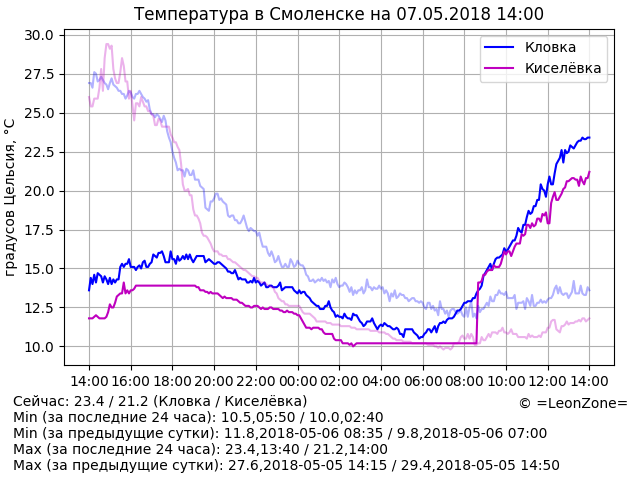 Температура в Смоленске на 07.05.2018 14:00
градусов Цельсия, °C
30.0
27.5
25.0
22.5
20.0
17.5
15.0
12.5
10.0
Кловка
Киселёвка
14:00 16:00 18:00 20:00 22:00 00:00 02:00 04:00 06:00 08:00 10:00 12:00 14:00
Сейчас: 23.4 / 21.2 (Кловка / Киселёвка)
© =LeonZone=
Min (за последние 24 часа): 10.5,05:50 / 10.0,02:40
Min (за предыдущие сутки): 11.8,2018-05-06 08:35 / 9.8,2018-05-06 07:00
Max (за последние 24 часа): 23.4,13:40 / 21.2,14:00
Max (за предыдущие сутки): 27.6,2018-05-05 14:15 / 29.4,2018-05-05 14:50